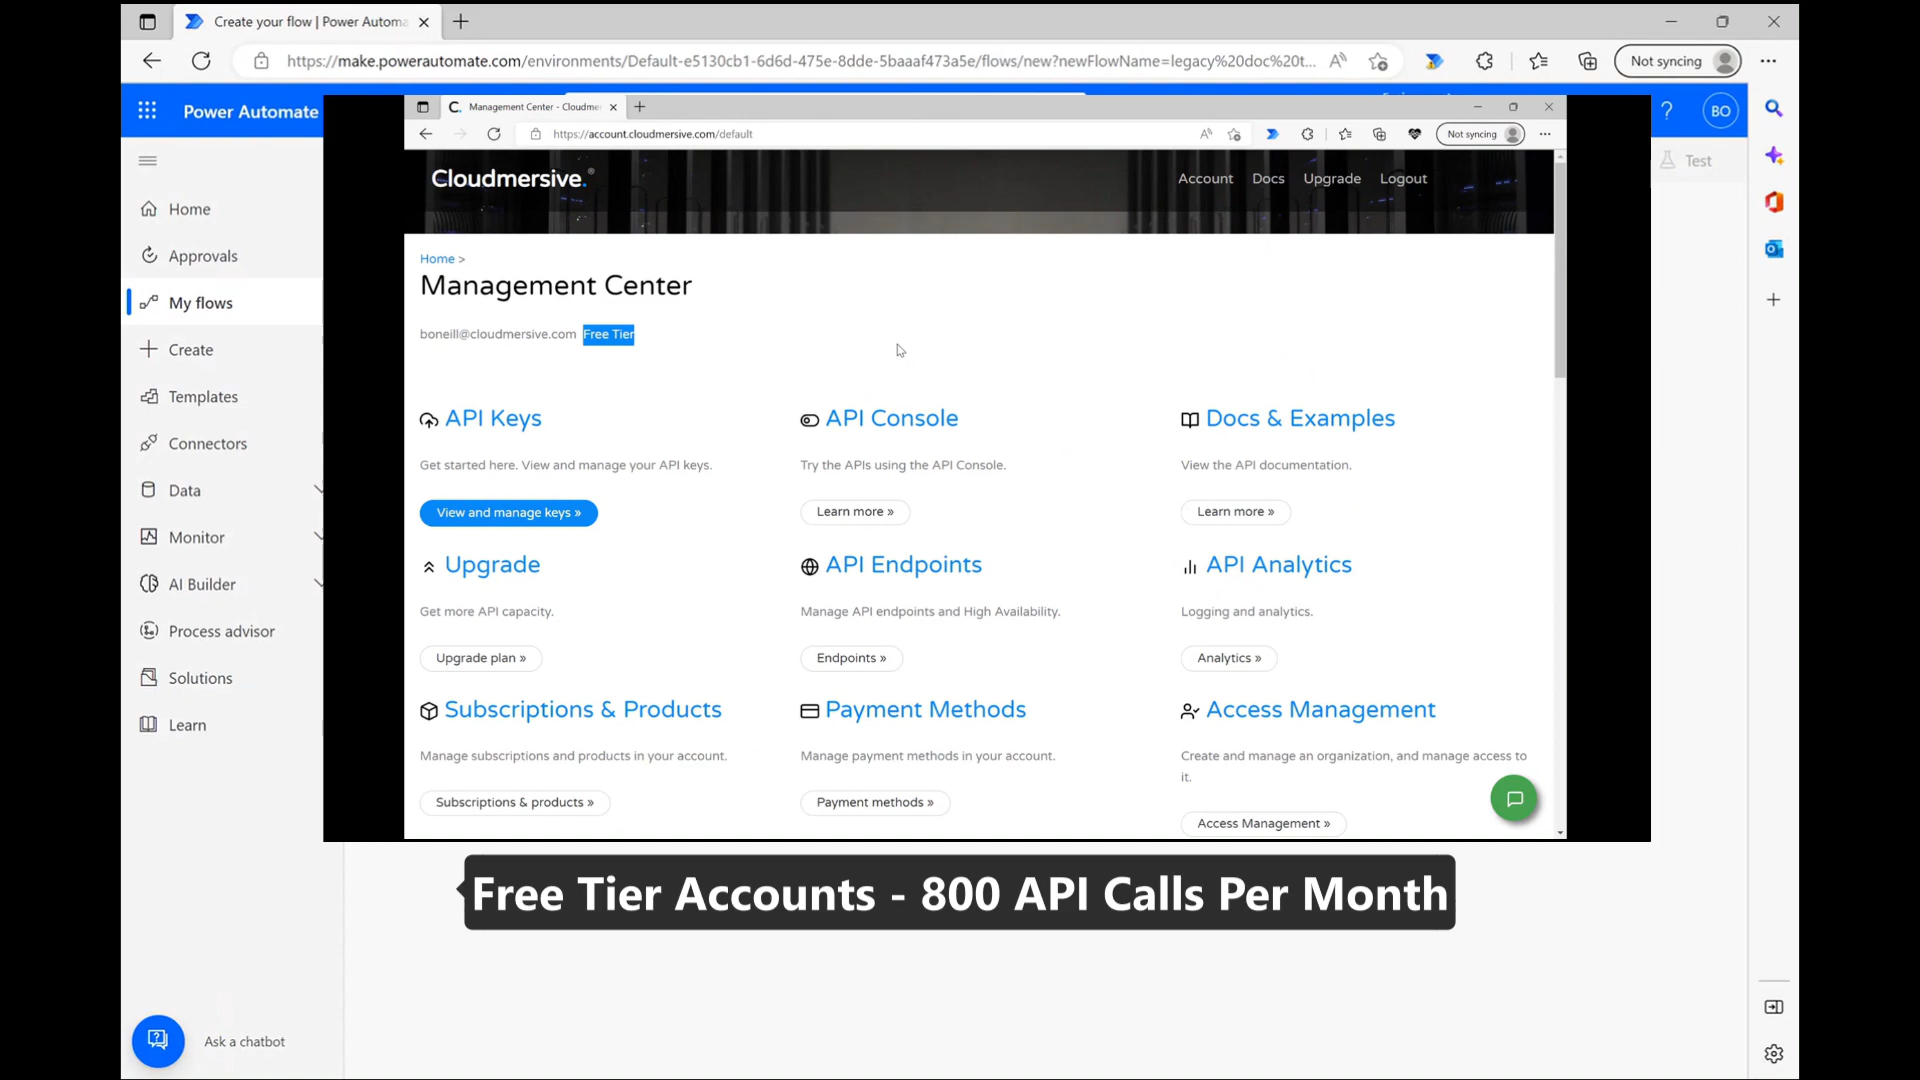 Create your flow | Power Automa
https://make.powerautomate.com/environments/Default-e5130cb1-6d6d-475e-8dde-5baaaf473a5e/flows/new?newFlowName=legacy%20doc%20t...
Not syncing
Power Automate
BO
Test
Home
Approvals
My flows
Create
Templates
Connectors
Data
Monitor
AI Builder
Process advisor
Solutions
Learn
Ask a chatbot
Management Center - Cloudmer
https://account.cloudmersive.com/default
Not syncing
Cloudmersive.®
Account Docs Upgrade Logout
Home >
Management Center
boneill@cloudmersive.com Free Tier
API Keys
Get started here. View and manage your API keys.
View and manage keys »
API Console
Try the APIs using the API Console.
Learn more »
Docs & Examples
View the API documentation.
Learn more »
Upgrade
Get more API capacity.
Upgrade plan »
API Endpoints
Manage API endpoints and High Availability.
Endpoints »
API Analytics
Logging and analytics.
Analytics »
Subscriptions & Products
Manage subscriptions and products in your account.
Subscriptions & products »
Payment Methods
Manage payment methods in your account.
Payment methods »
Access Management
Create and manage an organization, and manage access to
it.
Access Management »
Free Tier Accounts - 800 API Calls Per Month